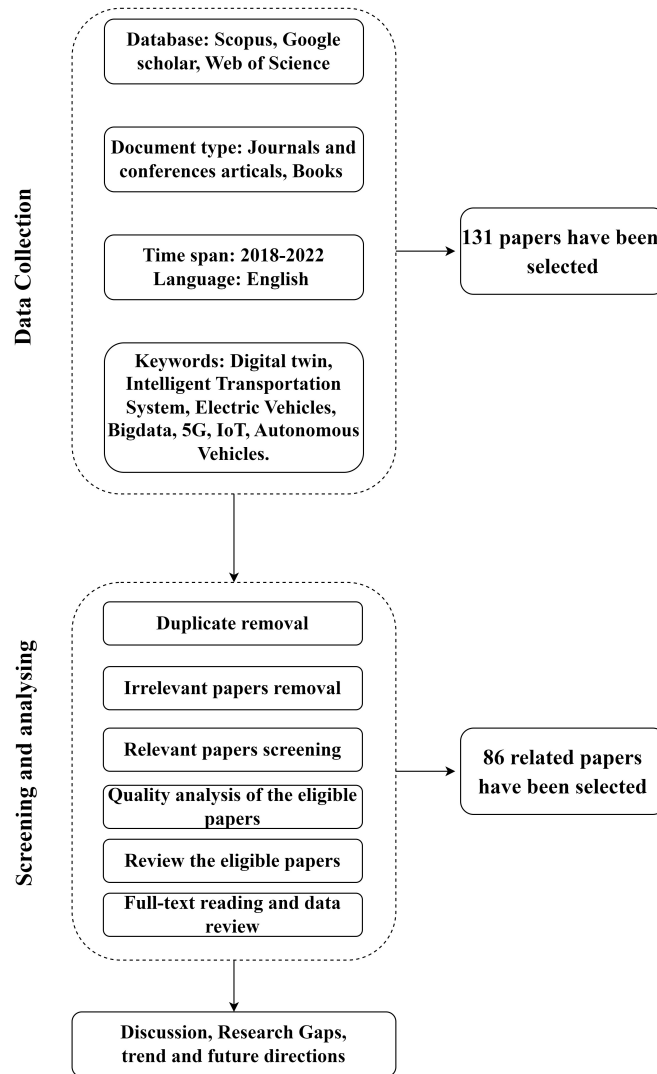 Database: Scopus, Google
scholar, Web of Science
Document type: Journals and
conferences articals, Books
Time span: 2018-2022
Language: English
Keywords: Digital twin,
Intelligent Transportation
System, Electric Vehicles,
Bigdata, 5G, IoT, Autonomous
Vehicles.
Data Collection
131 papers have been
selected
Duplicate removal
Irrelevant papers removal
Relevant papers screening
Quality analysis of the eligible
papers
Review the eligible papers
Full-text reading and data
review
Screening and analysing
86 related papers
have been selected
Discussion, Research Gaps,
trend and future directions